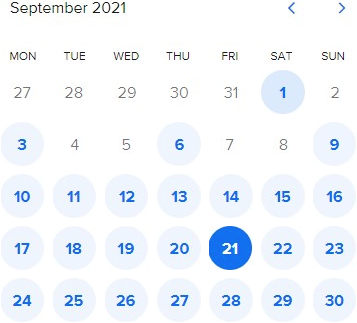 September 2021
MON TUE WED THU FRI SAT SUN
27 28 29 30 31 1 2
3 4 5 6 7 8 9
10 11 12 13 14 15 16
17 18 19 20 21 22 23
24 25 26 27 28 29 30